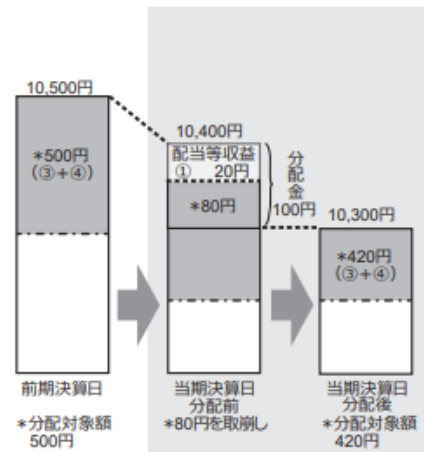 10,500円
*500円
(③+④)
前期決算日
*分配対象額
500円
10,400円
配当等収益
① 20円
*80円
分配金
100円
当期決算日
分配前
*80円を取崩し
10,300円
*420円
(③+④)
当期決算日
分配後
*分配対象額
420円